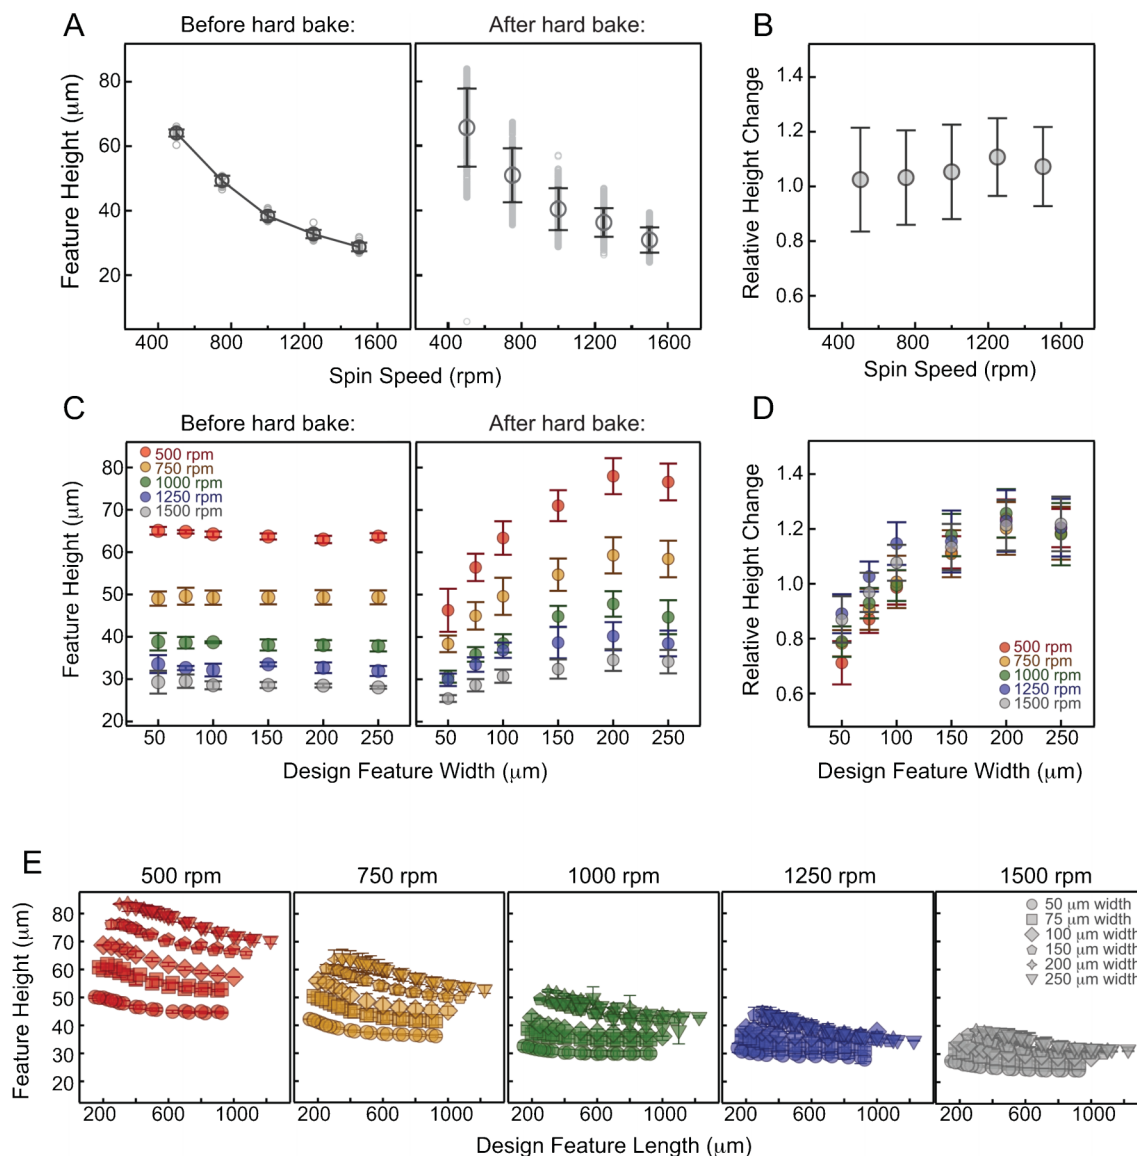 A
Before hard bake:
After hard bake:
B
Feature Height (μm)
80
60
40
20
400
800
1200
1600
400
800
1200
1600
Spin Speed (rpm)
Relative Height Change
1.4
1.2
1.0
0.8
0.6
400
800
1200
1600
Spin Speed (rpm)
C
Before hard bake:
After hard bake:
D
Feature Height (μm)
80
70
60
50
40
30
20
500 rpm
750 rpm
1000 rpm
1250 rpm
1500 rpm
50
100
150
200
250
50
100
150
200
250
Design Feature Width (μm)
Relative Height Change
1.4
1.2
1.0
0.8
0.6
500 rpm
750 rpm
1000 rpm
1250 rpm
1500 rpm
50
100
150
200
250
Design Feature Width (μm)
E
500 rpm
750 rpm
1000 rpm
1250 rpm
1500 rpm
Feature Height (μm)
80
70
60
50
40
30
20
50 μm width
75 μm width
100 μm width
150 μm width
200 μm width
250 μm width
200
600
1000
200
600
1000
200
600
1000
200
600
1000
200
600
1000
Design Feature Length (μm)